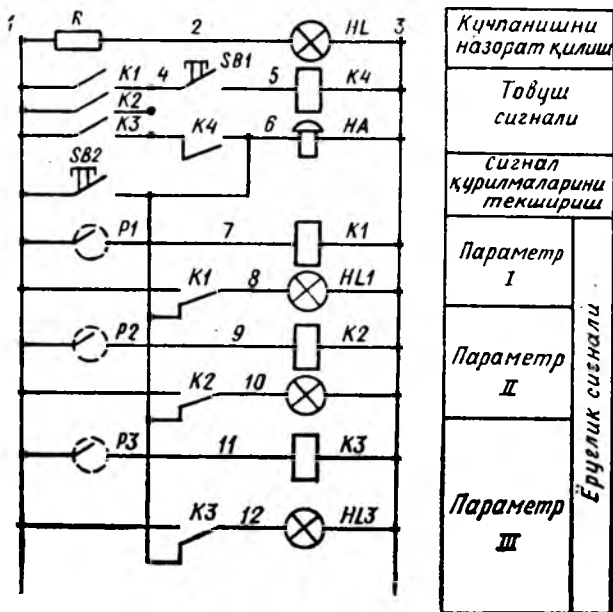 1 R 2 HL 3
K1 4 SB1 5 K4
K2
K3 K4 6 HA
SB2
P1 7 K1
K1 8 HL1
P2 9 K2
K2 10
P3 11 K3
K3 12 HL3
Кучланишни
назорат қилиш
Товуш
сигнали
сигнал
қурилмаларини
текшириш
Параметр
I
Параметр
II
Параметр
III
Ёруғлик сигнали